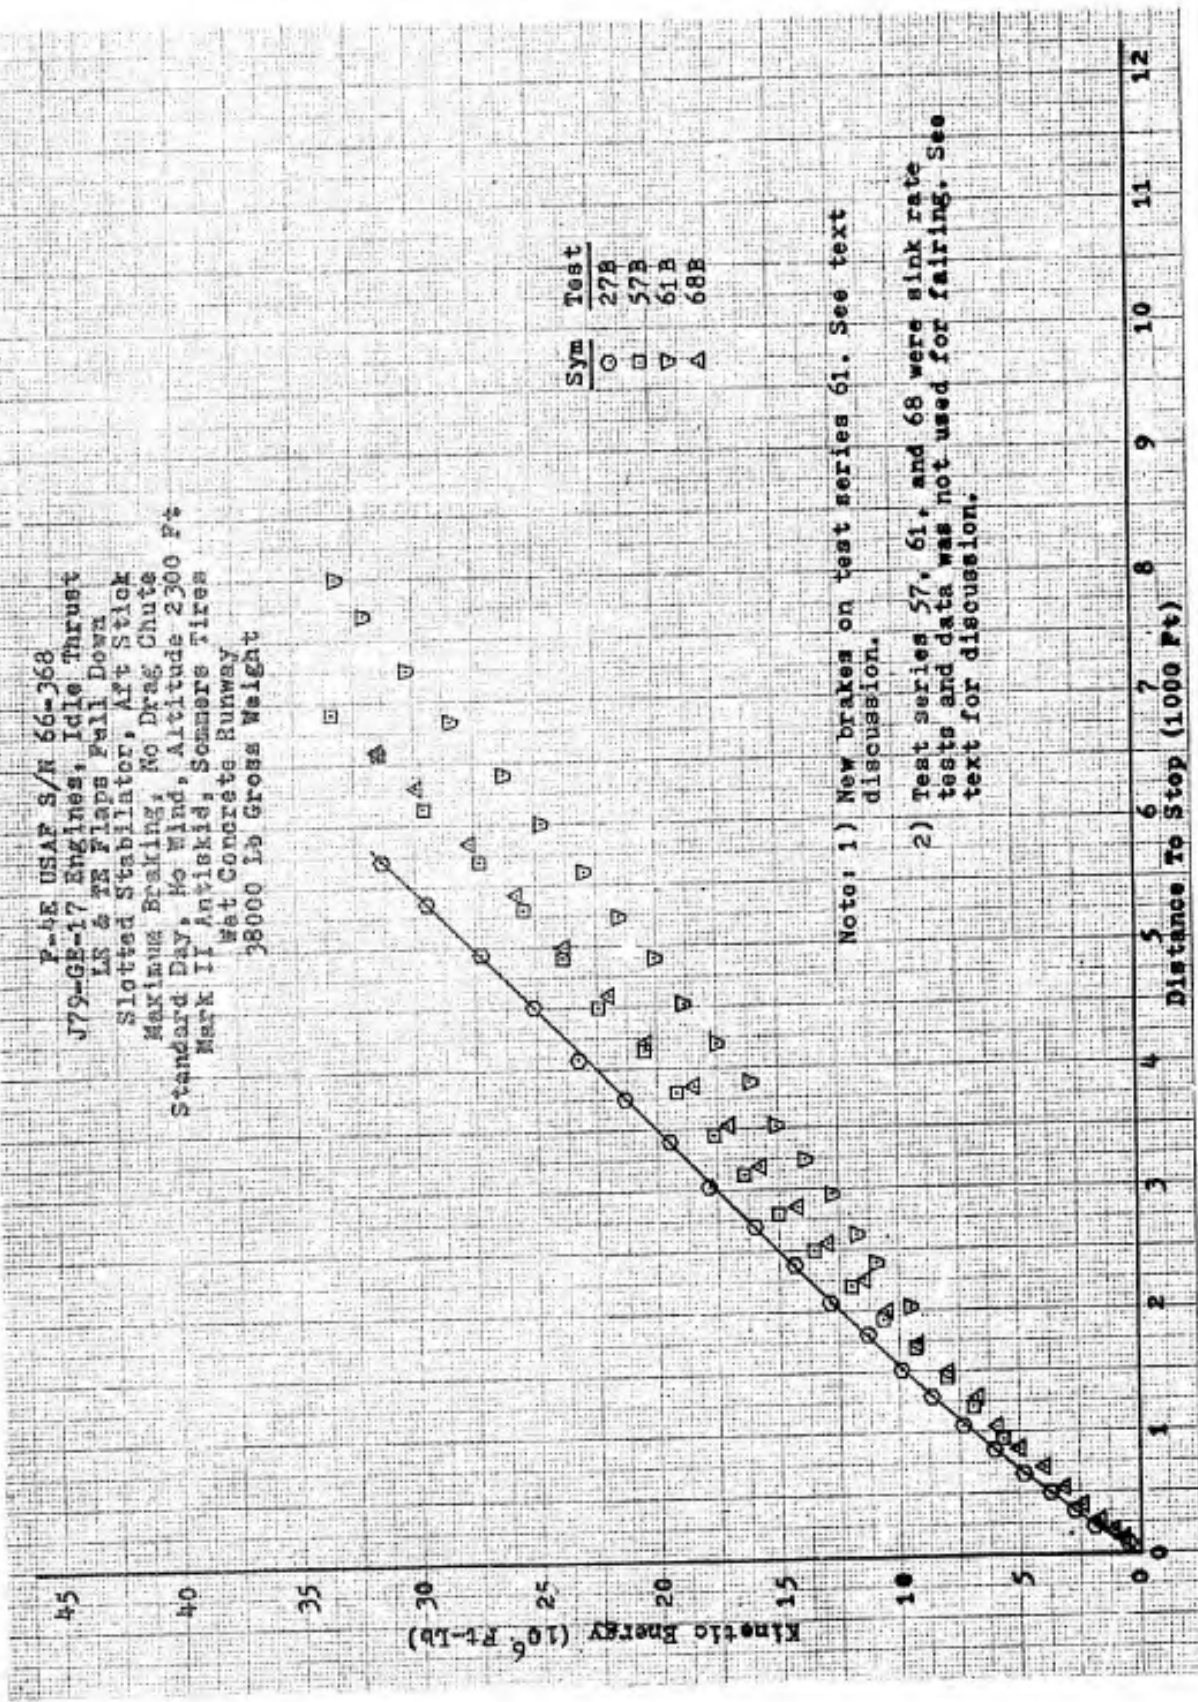 F-4E USAF S/N 66-368
J79-GE-17 Engines, Idle Thrust
LE & TE Flaps Full Down
Slotted Stabilator, Aft Stick
Maximum Braking, No Drag Chute
Standard Day, No Wind, Altitude 2300 Ft
Mark II Antiskid, Sommers Tires
Wet Concrete Runway
38000 Lb Gross Weight
Sym Test
27B
57B
61B
68B
Note: 1) New brakes on test series 61. See text
discussion.
2) Test series 57, 61, and 68 were sink rate
tests and data was not used for fairing. See
text for discussion.
Kinetic Energy (10⁶ Ft-Lb)
45
40
35
30
25
20
15
10
5
0
0 1 2 3 4 5 6 7 8 9 10 11 12
Distance To Stop (1000 Ft)